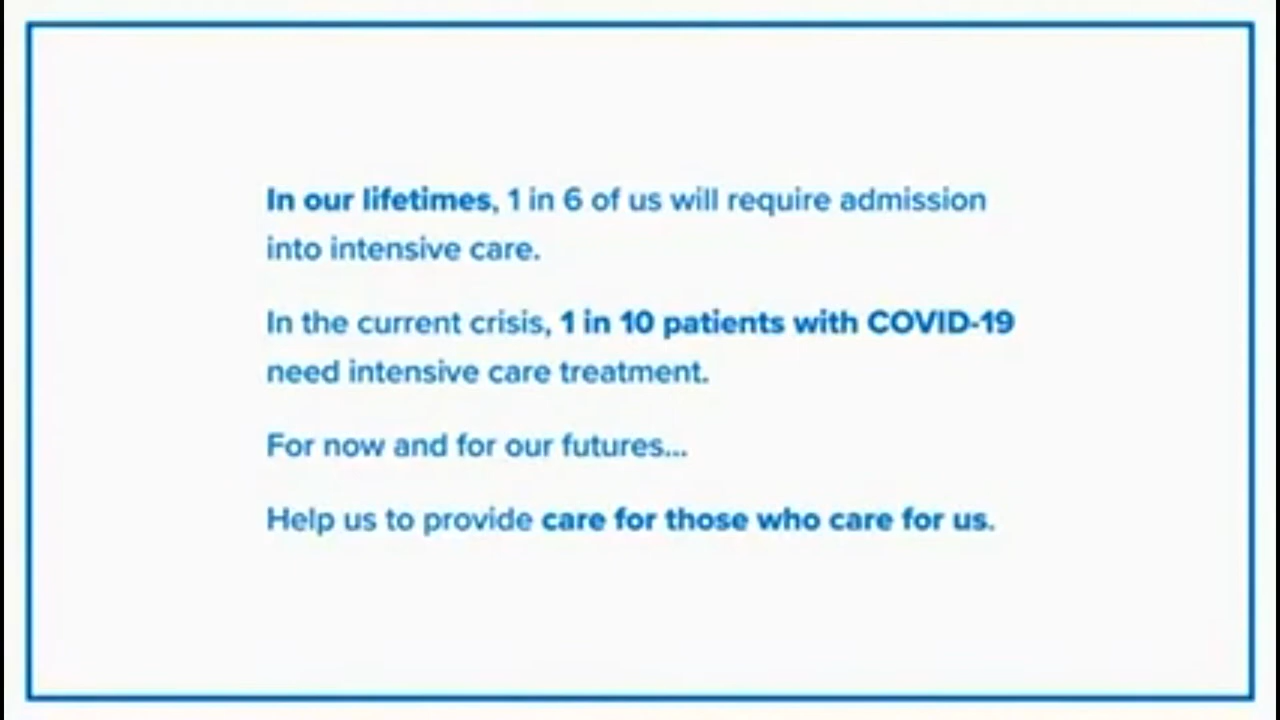 In our lifetimes, 1 in 6 of us will require admission
into intensive care.
In the current crisis, 1 in 10 patients with COVID-19
need intensive care treatment.
For now and for our futures...
Help us to provide care for those who care for us.